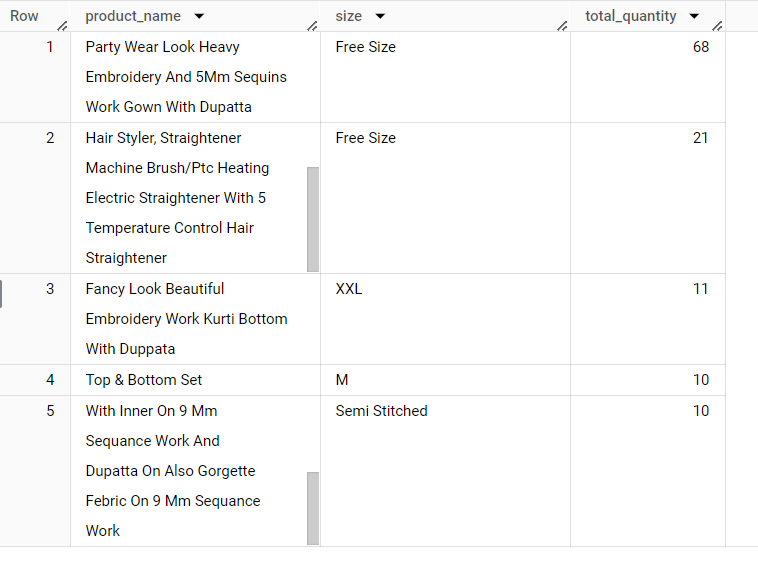 Row product_name size total_quantity
1 Party Wear Look Heavy Free Size 68
Embroidery And 5Mm Sequins
Work Gown With Dupatta
2 Hair Styler, Straightener Free Size 21
Machine Brush/Ptc Heating
Electric Straightener With 5
Temperature Control Hair
Straightener
3 Fancy Look Beautiful XXL 11
Embroidery Work Kurti Bottom
With Duppata
4 Top & Bottom Set M 10
5 With Inner On 9 Mm Semi Stitched 10
Sequance Work And
Dupatta On Also Gorgette
Febric On 9 Mm Sequance
Work